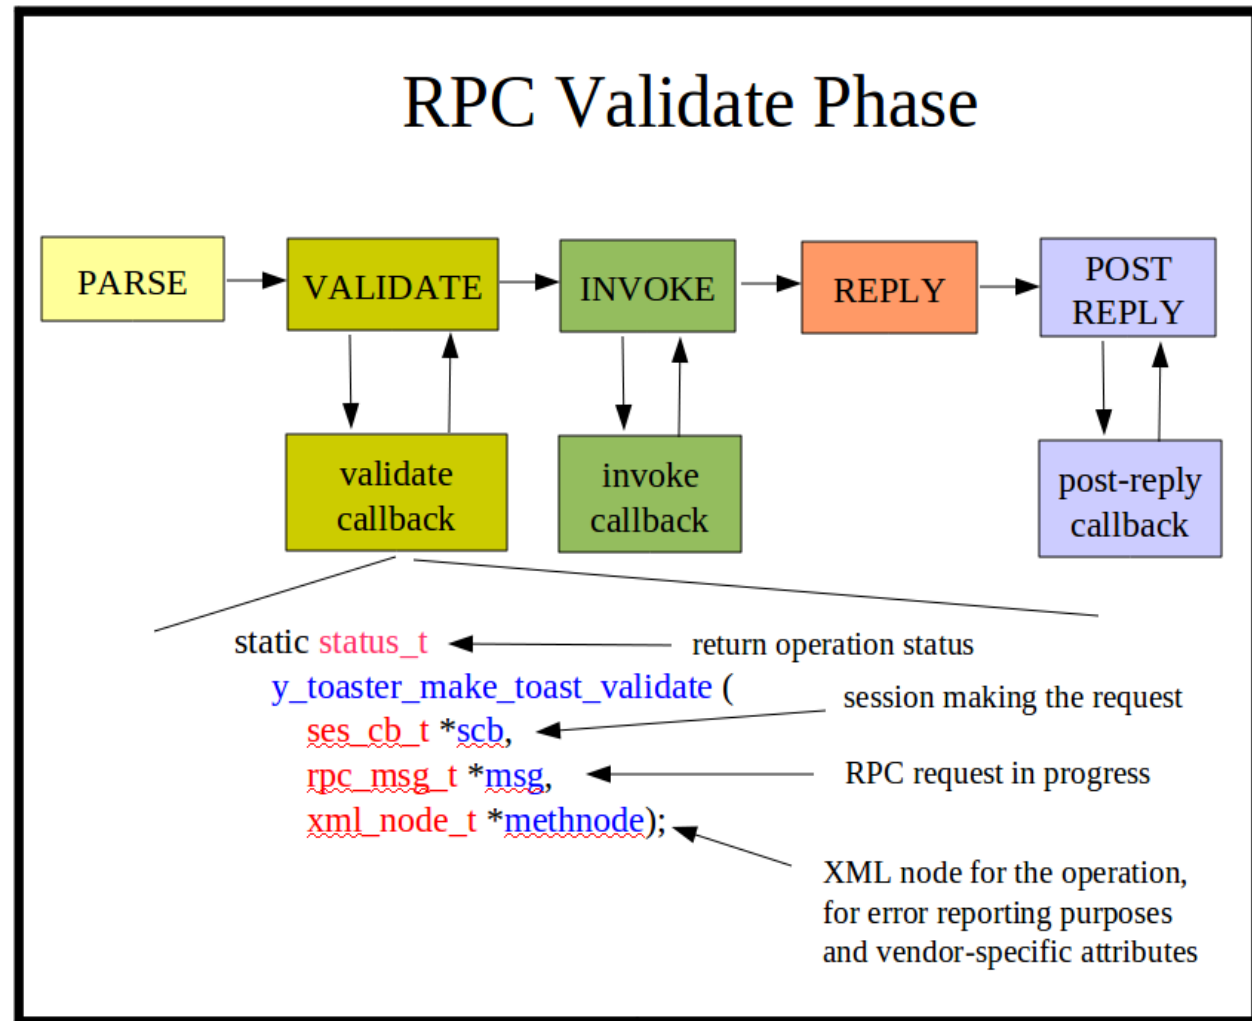 RPC Validate Phase
PARSE
VALIDATE
INVOKE
REPLY
POST
REPLY
validate
callback
invoke
callback
post-reply
callback
static status_t
return operation status
y_toaster_make_toast_validate (
session making the request
ses_cb_t *scb,
rpc_msg_t *msg,
RPC request in progress
xml_node_t *methnode);
XML node for the operation,
for error reporting purposes
and vendor-specific attributes